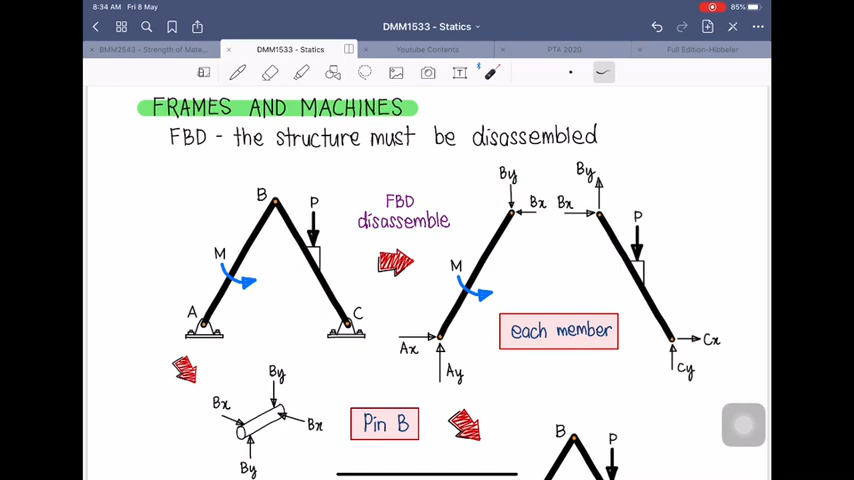 8:34 AM Fri 8 May
85%
DMM1533 - Statics
BMM2543 - Strength of Mate...
DMM1533 - Statics
Youtube Contents
PTA 2020
Full Edition-Hibbeler
FRAMES AND MACHINES
FBD - the structure must be disassembled
B
P
M
A
C
FBD
disassemble
By
Bx
M
Ax
Ay
By
Bx
P
Cx
Cy
each member
By
Bx
Bx
By
Pin B
B
P